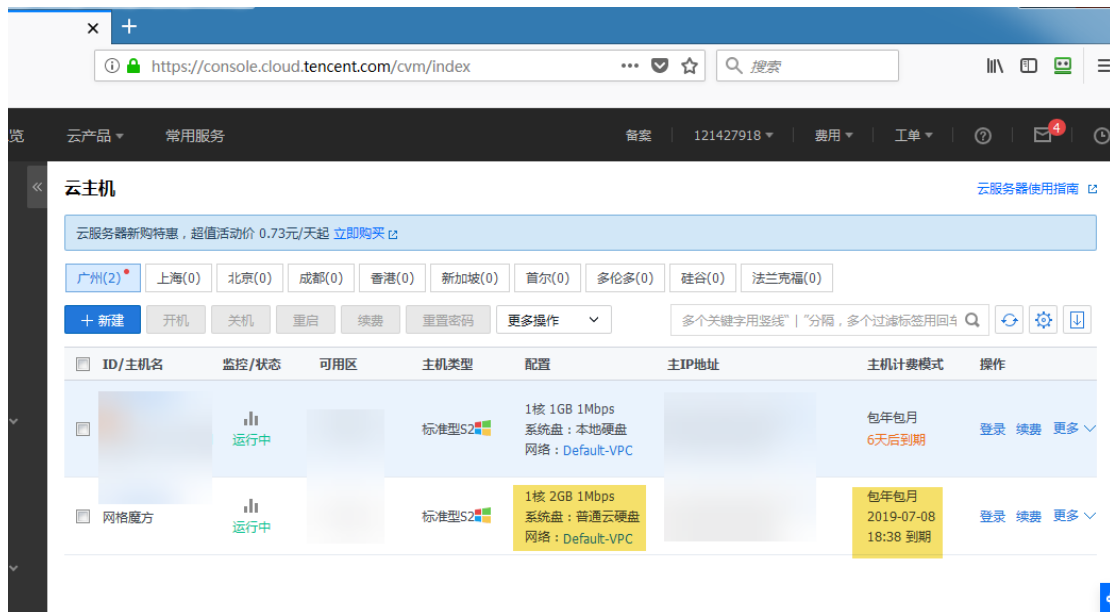 https://console.cloud.tencent.com/cvm/index
搜索
览 云产品 常用服务 备案 121427918 费用 工单 4
云主机 云服务器使用指南
云服务器新购特惠，超值活动价 0.73元/天起 立即购买
广州(2) 上海(0) 北京(0) 成都(0) 香港(0) 新加坡(0) 首尔(0) 多伦多(0) 硅谷(0) 法兰克福(0)
+ 新建 开机 关机 重启 续费 重置密码 更多操作 多个关键字用竖线"|"分隔，多个过滤标签用回车
ID/主机名 监控/状态 可用区 主机类型 配置 主IP地址 主机计费模式 操作
运行中
标准型S2
1核 1GB 1Mbps
系统盘：本地硬盘
网络：Default-VPC
包年包月
6天后到期
登录 续费 更多
网格魔方
运行中
标准型S2
1核 2GB 1Mbps
系统盘：普通云硬盘
网络：Default-VPC
包年包月
2019-07-08
18:38 到期
登录 续费 更多